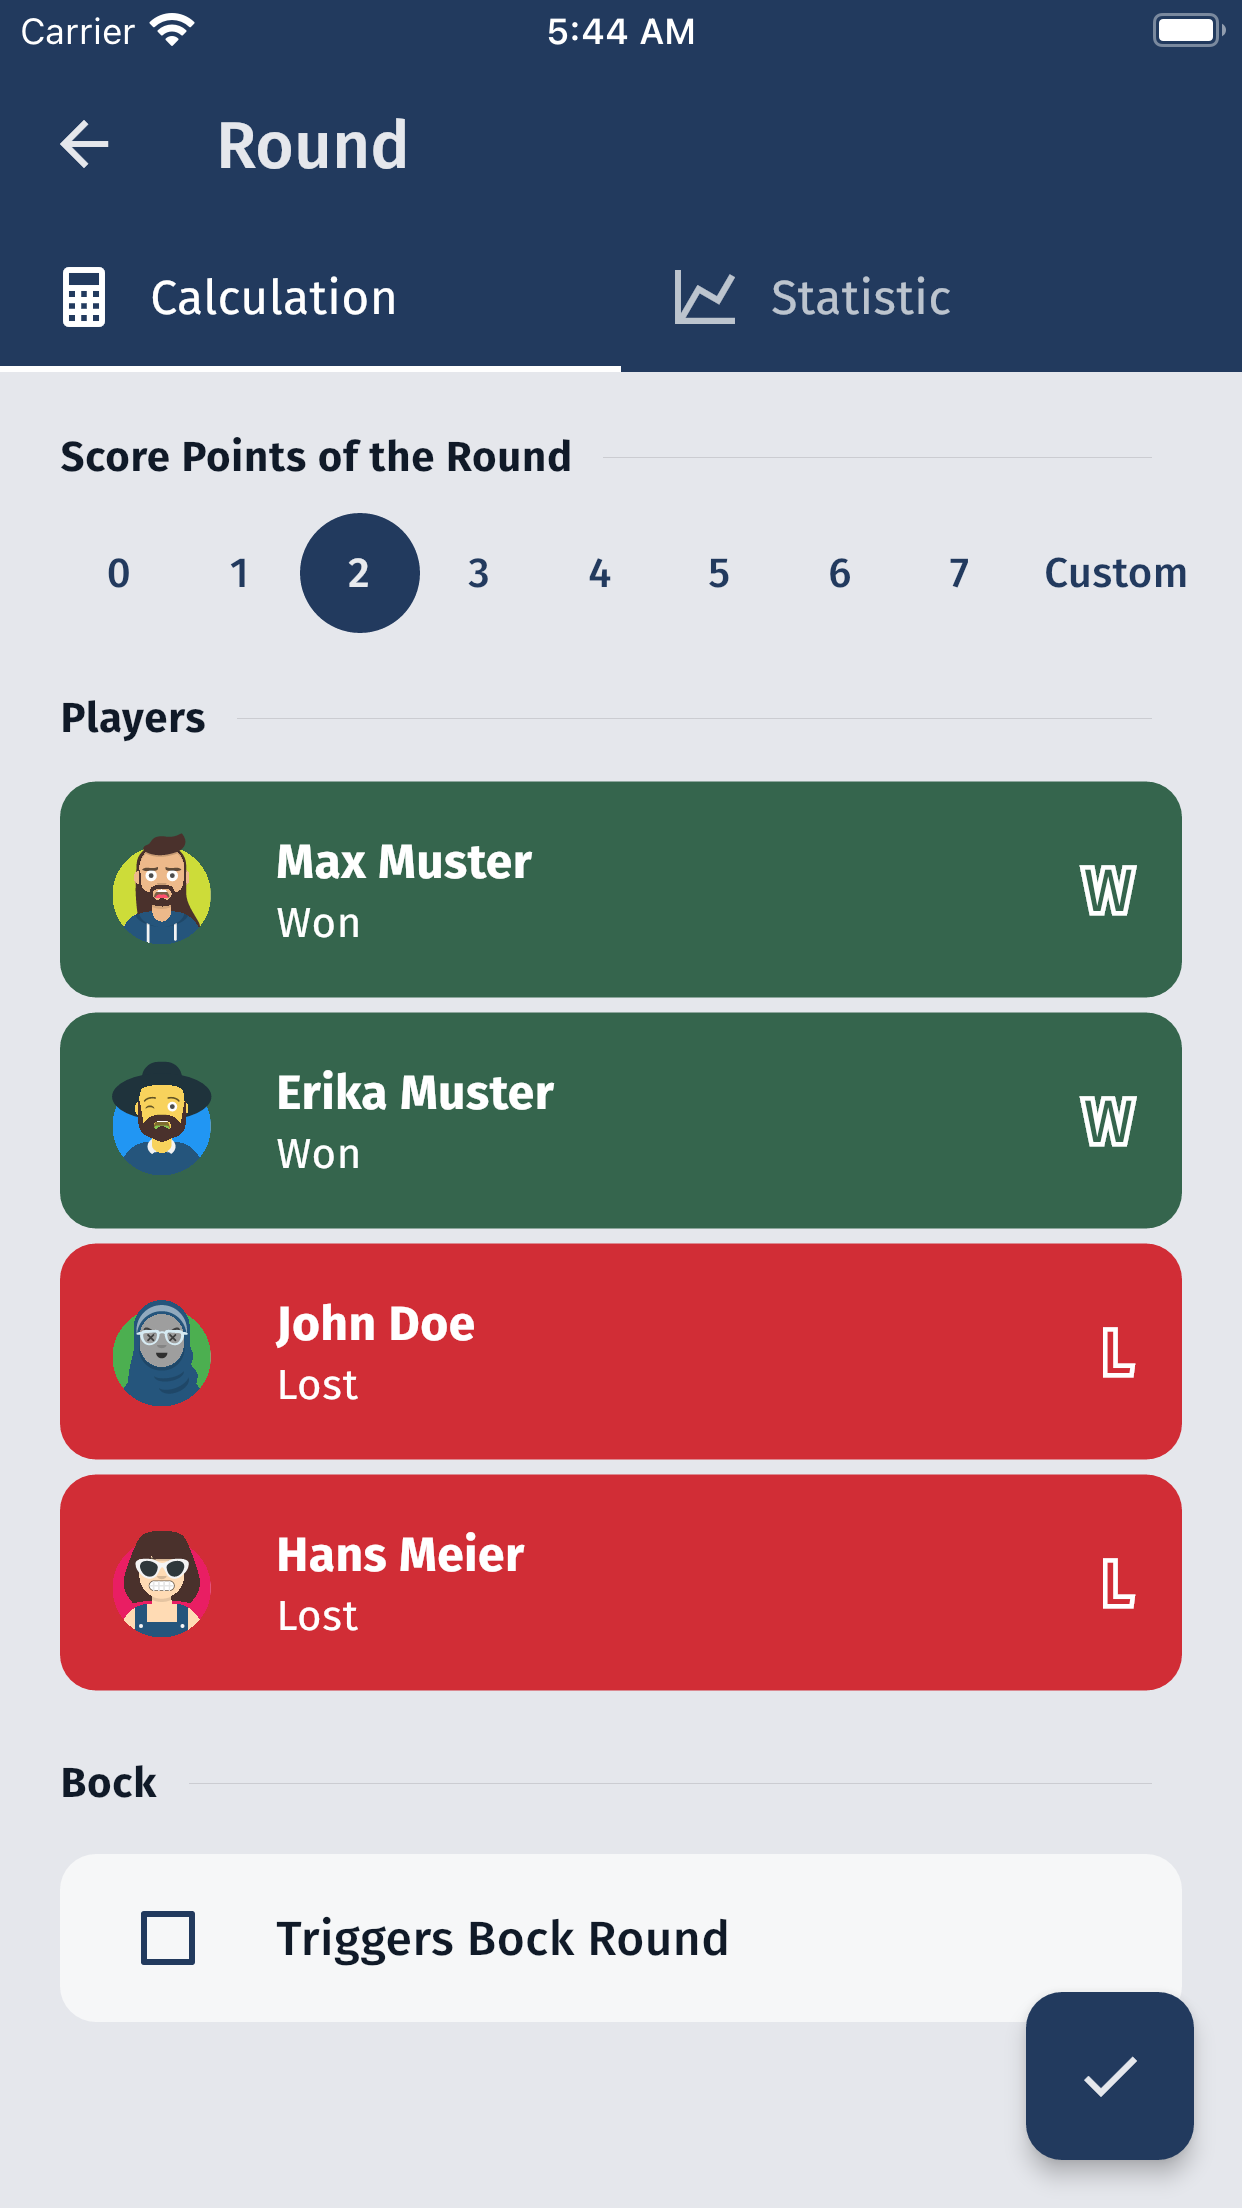 Carrier 5:44 AM
Round
Calculation Statistic
Score Points of the Round
0 1 2 3 4 5 6 7 Custom
Players
Max Muster
Won
W
Erika Muster
Won
W
John Doe
Lost
L
Hans Meier
Lost
L
Bock
Triggers Bock Round